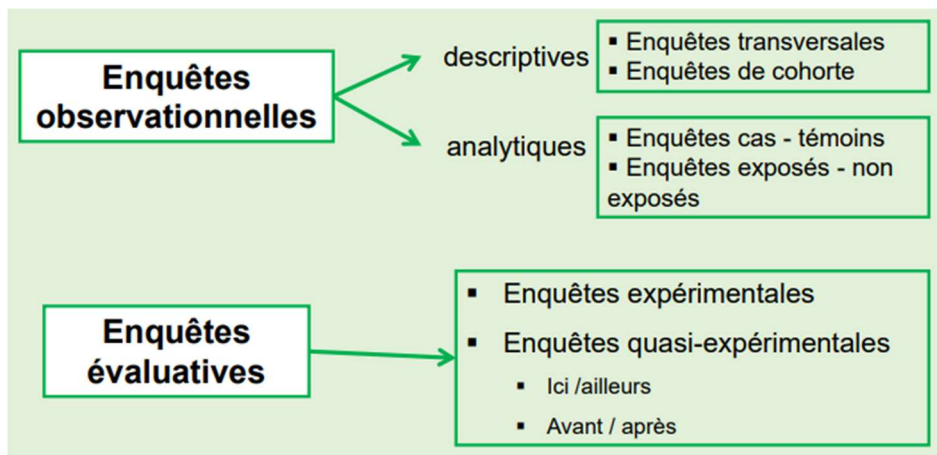 Enquêtes
observationnelles
descriptives
▪ Enquêtes transversales
▪ Enquêtes de cohorte
analytiques
▪ Enquêtes cas - témoins
▪ Enquêtes exposés - non
exposés
Enquêtes
évaluatives
▪ Enquêtes expérimentales
▪ Enquêtes quasi-expérimentales
▪ Ici /ailleurs
▪ Avant / après